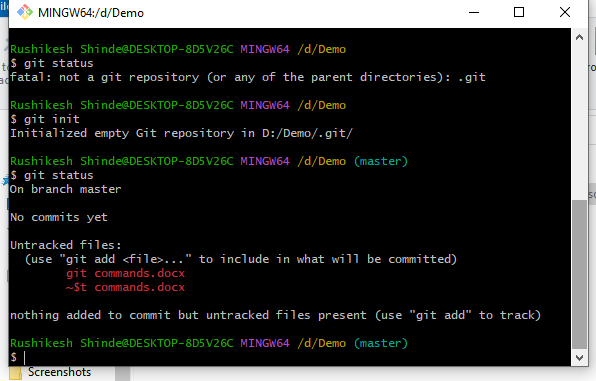 MINGW64:/d/Demo
Rushikesh Shinde@DESKTOP-8D5V26C MINGW64 /d/Demo
$ git status
fatal: not a git repository (or any of the parent directories): .git
Rushikesh Shinde@DESKTOP-8D5V26C MINGW64 /d/Demo
$ git init
Initialized empty Git repository in D:/Demo/.git/
Rushikesh Shinde@DESKTOP-8D5V26C MINGW64 /d/Demo (master)
$ git status
On branch master
No commits yet
Untracked files:
(use "git add <file>..." to include in what will be committed)
git commands.docx
~$t commands.docx
nothing added to commit but untracked files present (use "git add" to track)
Rushikesh Shinde@DESKTOP-8D5V26C MINGW64 /d/Demo (master)
$
Screenshots